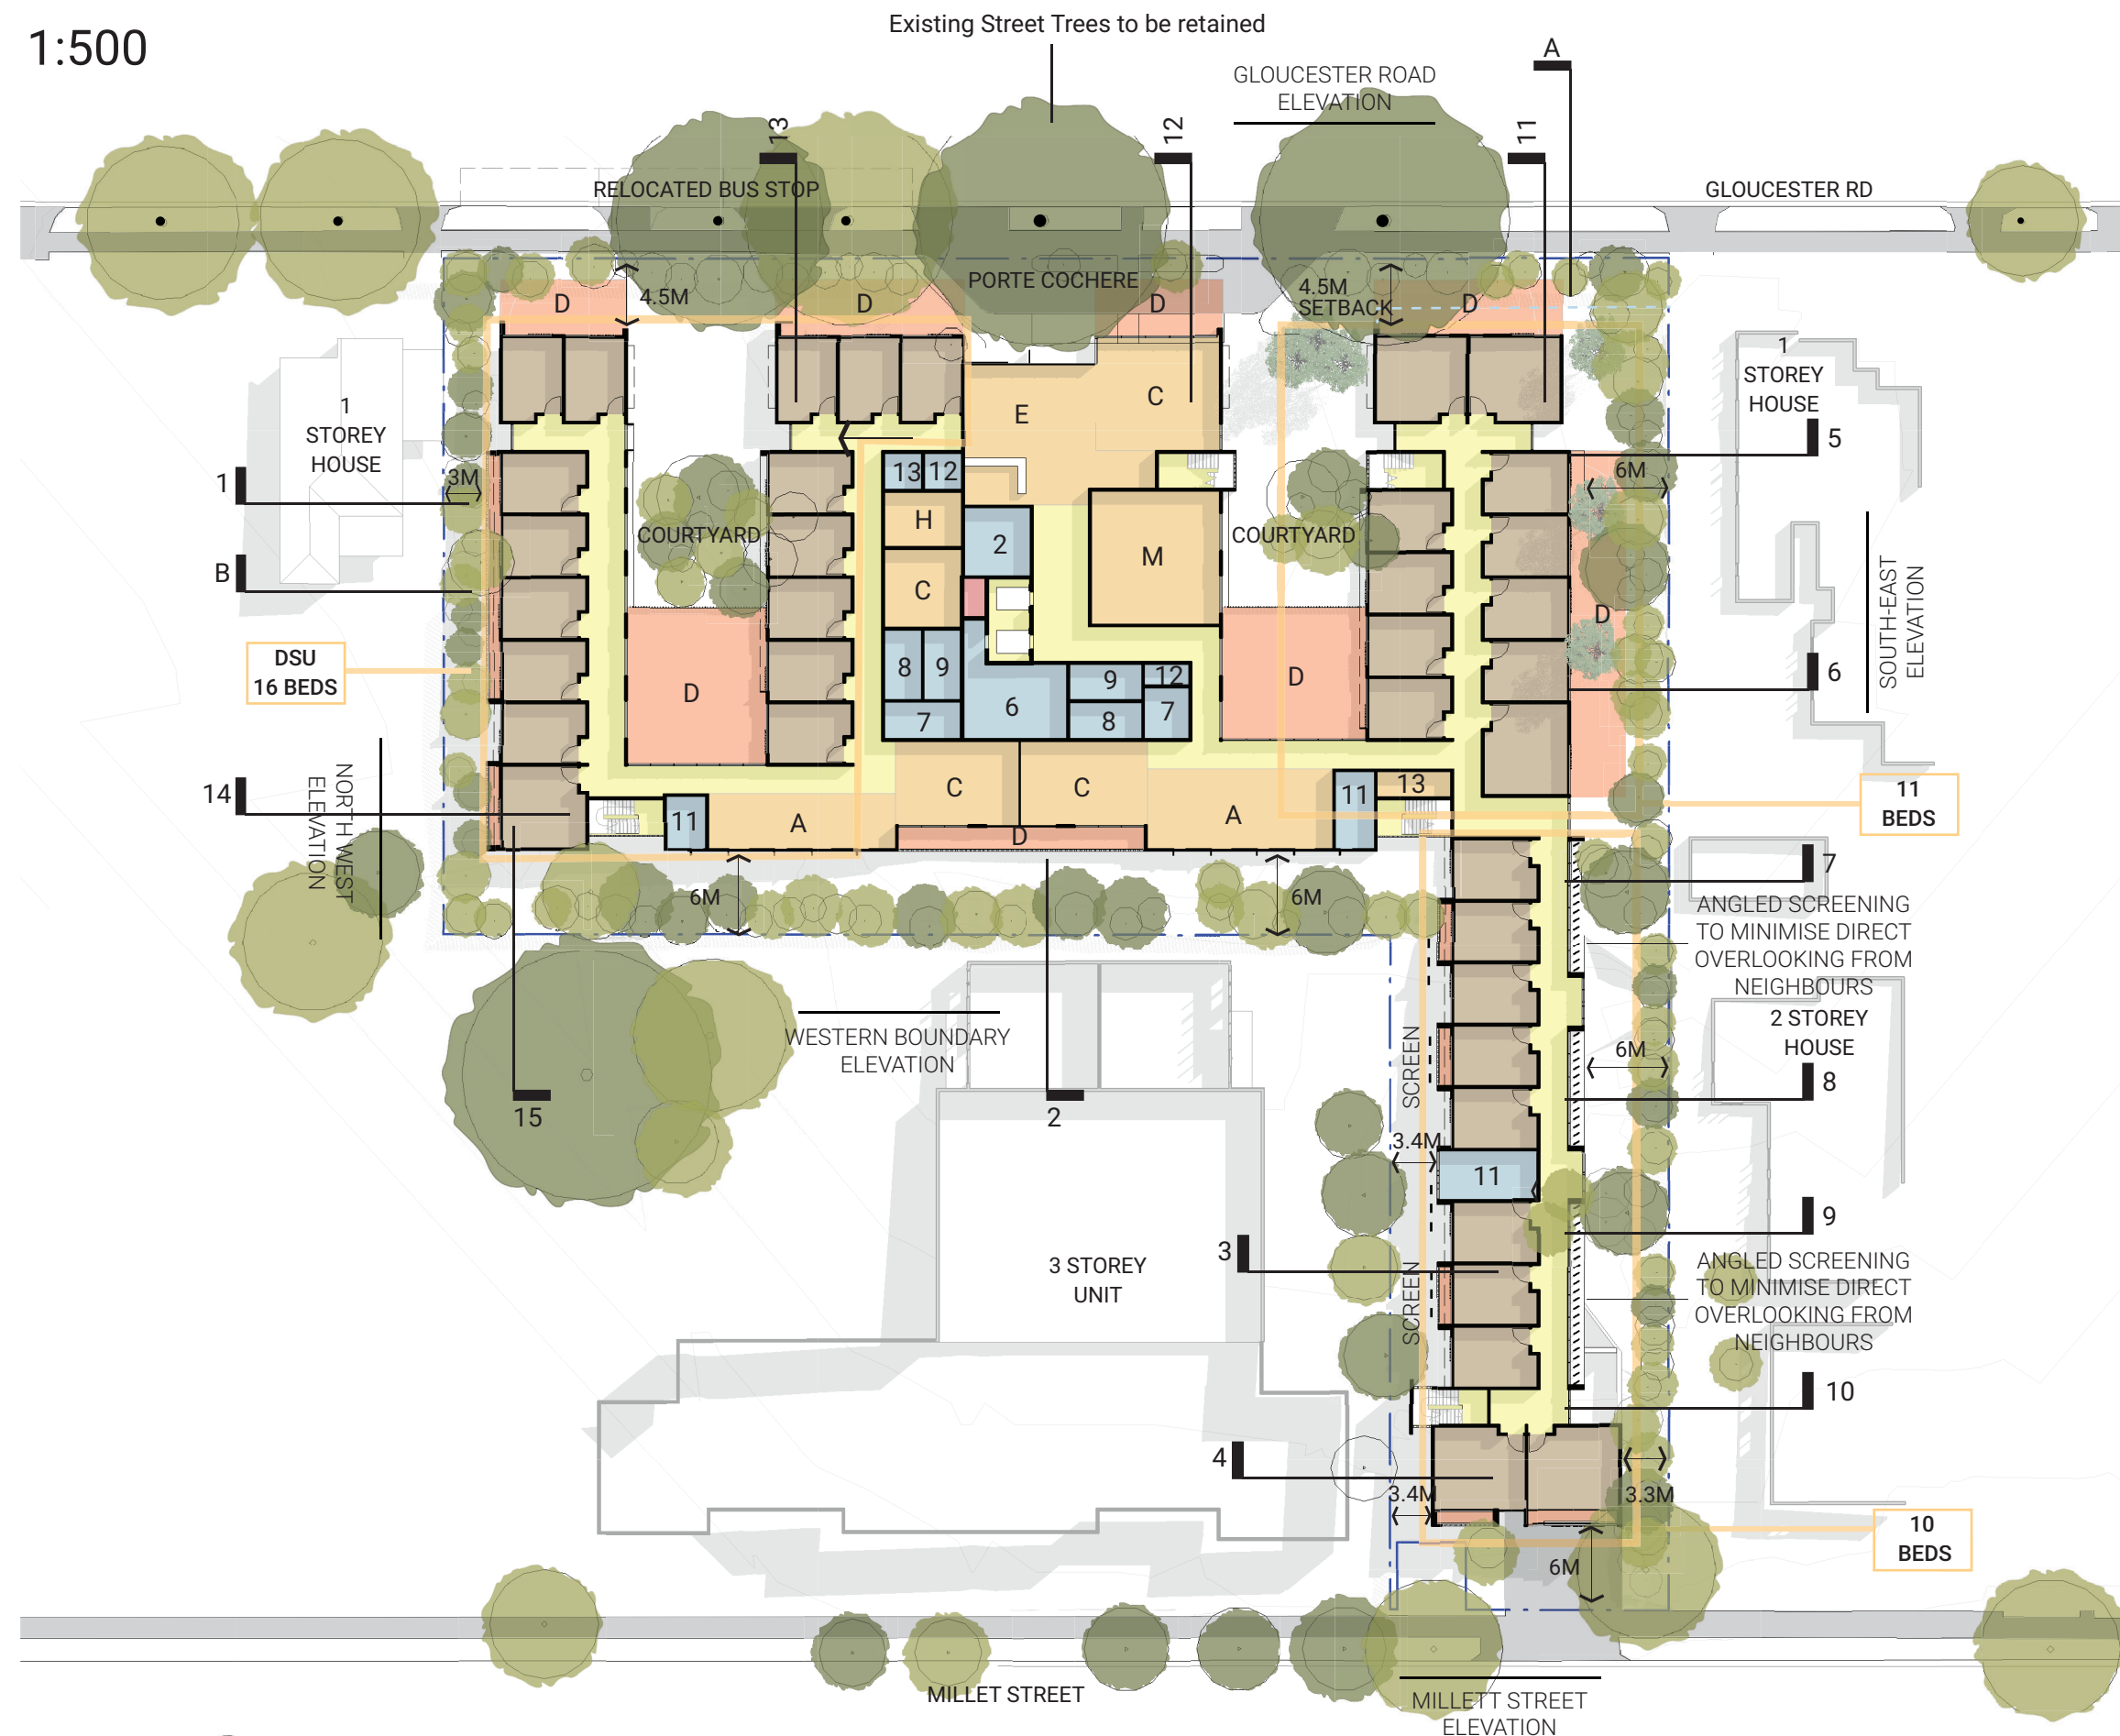 1:500
Existing Street Trees to be retained
A
GLOUCESTER ROAD
ELEVATION
13
12
11
RELOCATED BUS STOP
GLOUCESTER RD
PORTE COCHERE
D
4.5M
D
D
4.5M
SETBACK
D
1
STOREY
HOUSE
1
STOREY
HOUSE
E
C
5
1
3M
13
12
6M
H
COURTYARD
2
M
COURTYARD
B
C
SOUTH-EAST
ELEVATION
D
DSU
16 BEDS
8
9
9
12
6
D
6
D
7
8
7
14
NORTH WEST
ELEVATION
C
C
11
13
11
BEDS
11
A
D
A
7
6M
6M
ANGLED SCREENING
TO MINIMISE DIRECT
OVERLOOKING FROM
NEIGHBOURS
2 STOREY
HOUSE
WESTERN BOUNDARY
ELEVATION
SCREEN
6M
8
15
2
3.4M
11
9
3
3 STOREY
UNIT
ANGLED SCREENING
TO MINIMISE DIRECT
OVERLOOKING FROM
NEIGHBOURS
SCREEN
10
4
3.4M
3.3M
10
BEDS
6M
MILLET STREET
MILLETT STREET
ELEVATION